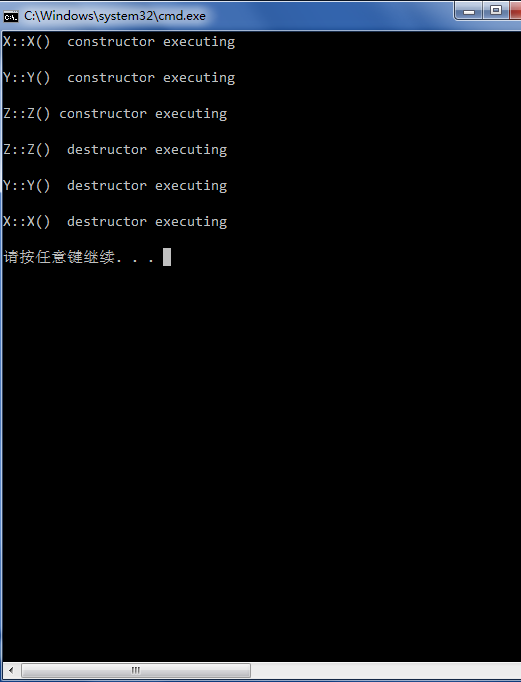 C:\Windows\system32\cmd.exe
X::X()  constructor executing
Y::Y()  constructor executing
Z::Z() constructor executing
Z::Z()  destructor executing
Y::Y()  destructor executing
X::X()  destructor executing
请按任意键继续. . .